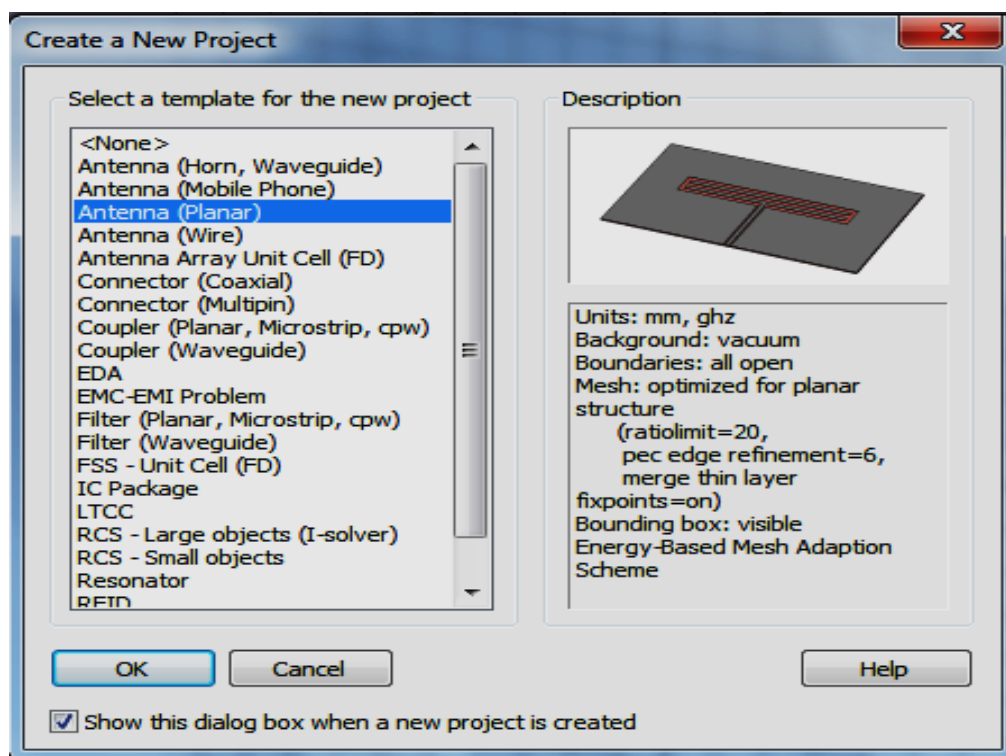 Create a New Project
Select a template for the new project
<None>
Antenna (Horn, Waveguide)
Antenna (Mobile Phone)
Antenna (Planar)
Antenna (Wire)
Antenna Array Unit Cell (FD)
Connector (Coaxial)
Connector (Multipin)
Coupler (Planar, Microstrip, cpw)
Coupler (Waveguide)
EDA
EMC-EMI Problem
Filter (Planar, Microstrip, cpw)
Filter (Waveguide)
FSS - Unit Cell (FD)
IC Package
LTCC
RCS - Large objects (I-solver)
RCS - Small objects
Resonator
RFID
Description
Units: mm, ghz
Background: vacuum
Boundaries: all open
Mesh: optimized for planar
structure
(ratiolimit=20,
pec edge refinement=6,
merge thin layer
fixpoints=on)
Bounding box: visible
Energy-Based Mesh Adaption
Scheme
OK
Cancel
Help
Show this dialog box when a new project is created